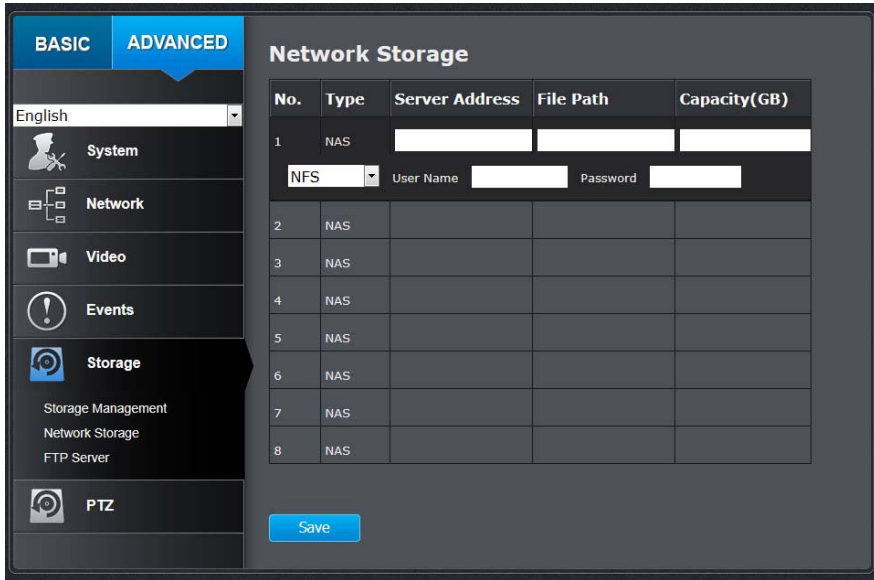 BASIC ADVANCED
English
System
Network
Video
Events
Storage
Storage Management
Network Storage
FTP Server
PTZ
Network Storage
No. Type Server Address File Path Capacity(GB)
1 NAS
NFS User Name Password
2 NAS
3 NAS
4 NAS
5 NAS
6 NAS
7 NAS
8 NAS
Save